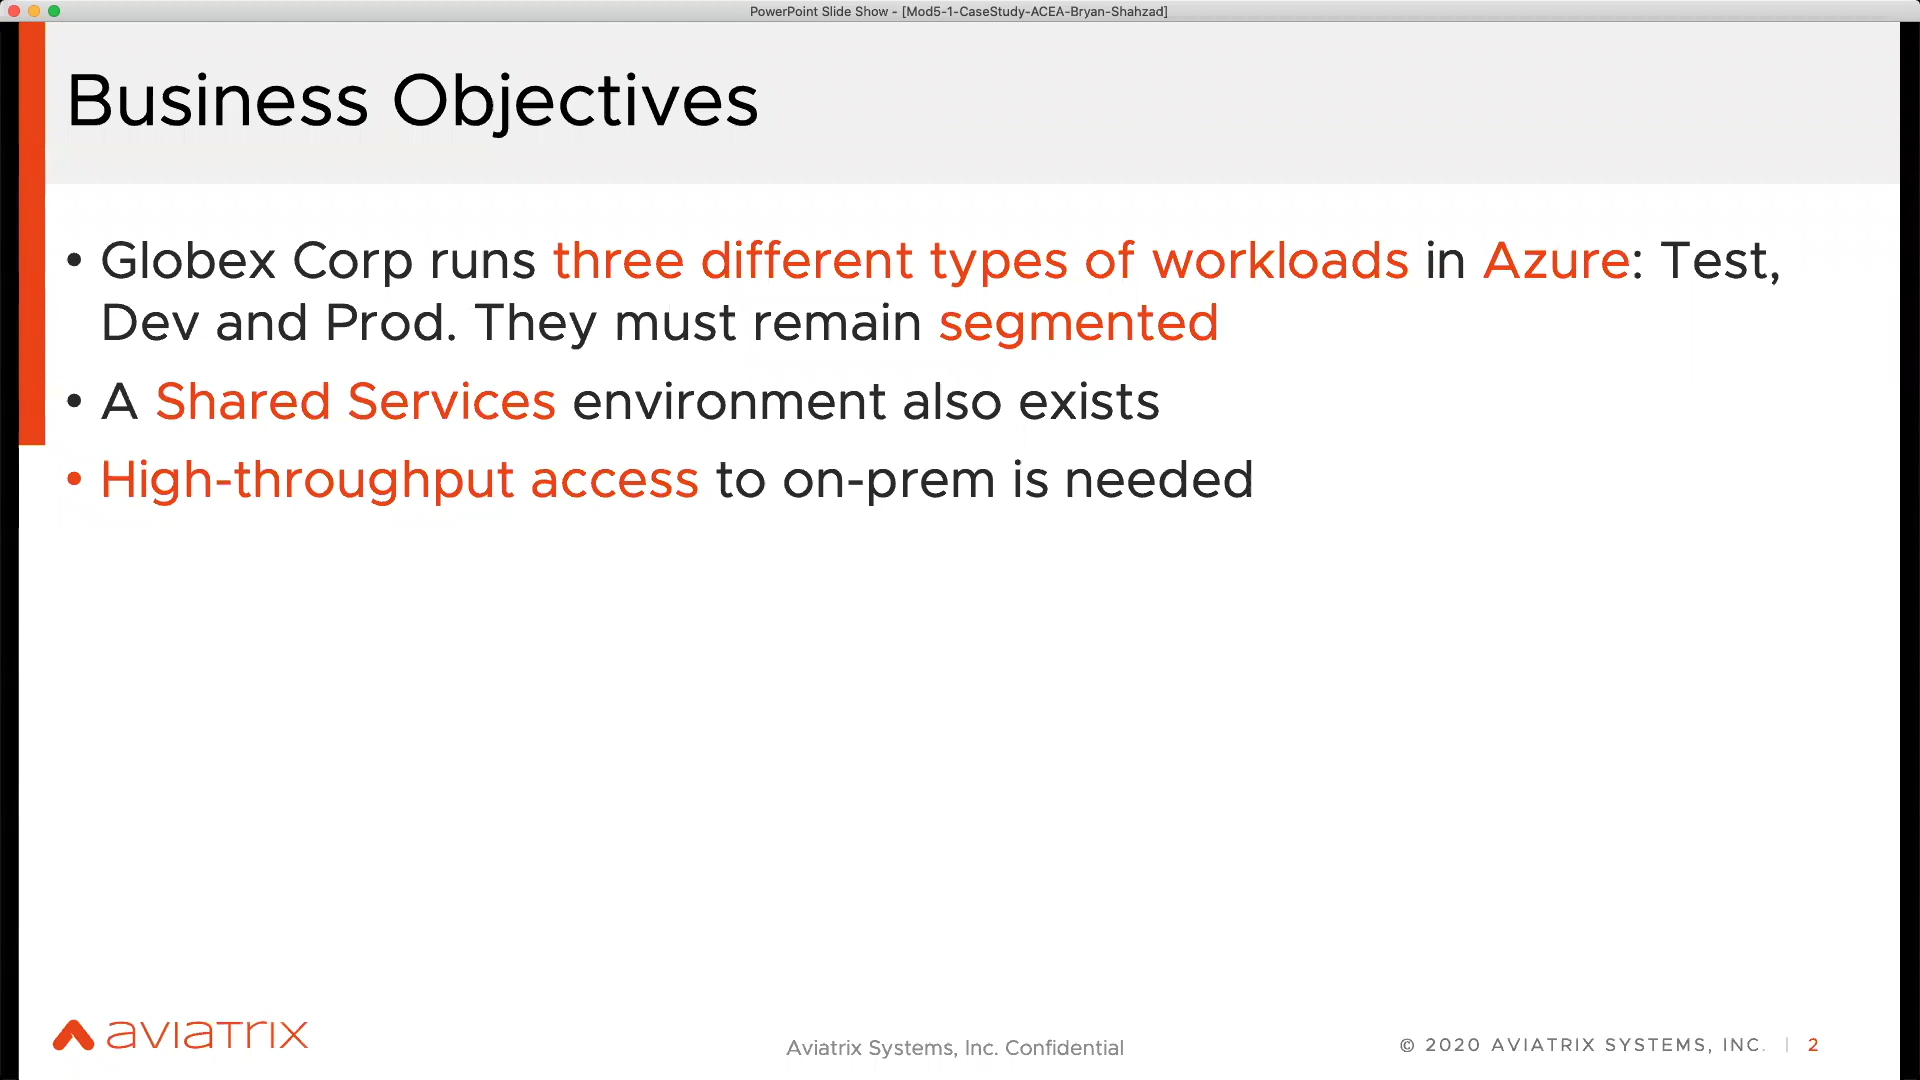 PowerPoint Slide Show - [Mod5-1-CaseStudy-ACEA-Bryan-Shahzad]
Business Objectives
• Globex Corp runs three different types of workloads in Azure: Test,
Dev and Prod. They must remain segmented
• A Shared Services environment also exists
• High-throughput access to on-prem is needed
aviatrix
Aviatrix Systems, Inc. Confidential
© 2020 AVIATRIX SYSTEMS, INC. | 2